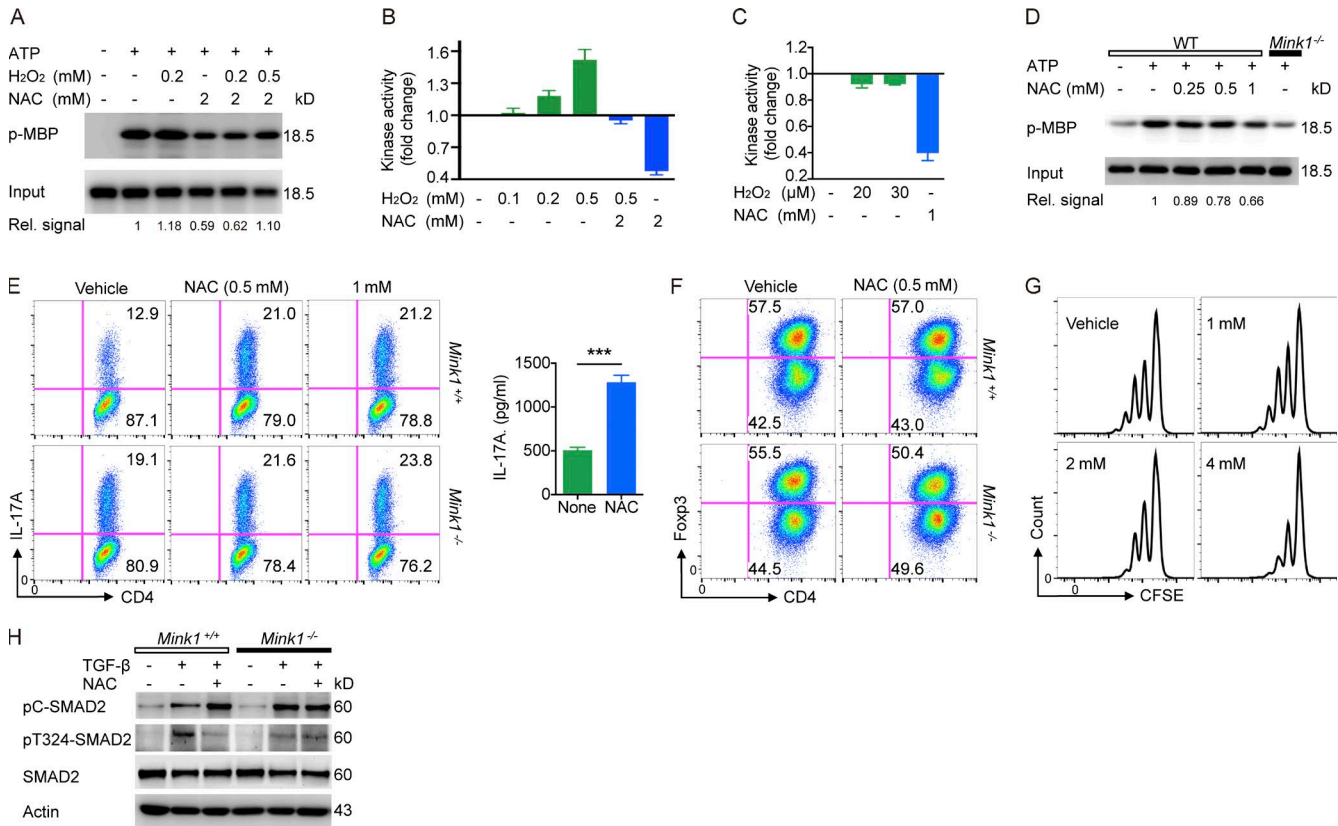 A
ATP - + + + + +
H2O2 (mM) - - 0.2 - 0.2 0.5
NAC (mM) - - - 2 2 2 kD
p-MBP 18.5
Input 18.5
Rel. signal 1 1.18 0.59 0.62 1.10
B
Kinase activity
(fold change)
1.6
1.3
1.0
0.7
0.4
H2O2 (mM) - 0.1 0.2 0.5 0.5 -
NAC (mM) - - - - 2 2
C
Kinase activity
(fold change)
1.2
1.0
0.8
0.6
0.4
0.2
H2O2 (µM) - 20 30 -
NAC (mM) - - - 1
D
WT Mink1-/-
ATP - + + + + +
NAC (mM) - - 0.25 0.5 1 - kD
p-MBP 18.5
Input 18.5
Rel. signal 1 0.89 0.78 0.66
E
Vehicle NAC (0.5 mM) 1 mM
12.9 21.0 21.2
87.1 79.0 78.8
Mink1 +/+
19.1 21.6 23.8
80.9 78.4 76.2
Mink1 -/-
IL-17A
0
0
CD4
IL-17A. (pg/ml)
1500
1000
500
0
***
None NAC
F
Vehicle NAC (0.5 mM)
57.5 57.0
42.5 43.0
Mink1 +/+
55.5 50.4
44.5 49.6
Mink1 -/-
Foxp3
0
0
CD4
G
Vehicle 1 mM
2 mM 4 mM
Count
0
0
CFSE
H
Mink1 +/+ Mink1 -/-
TGF-β - + + - + +
NAC - - + - - + kD
pC-SMAD2 60
pT324-SMAD2 60
SMAD2 60
Actin 43